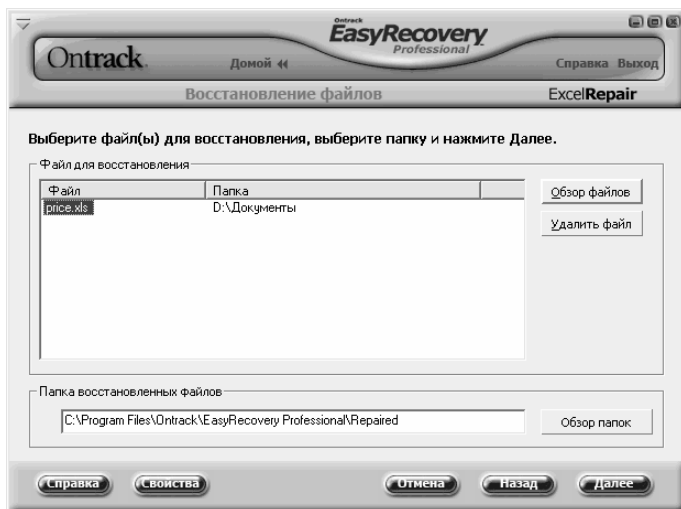 Ontrack
EasyRecovery
Professional
Ontrack.
Домой
Справка Выход
Восстановление файлов
ExcelRepair
Выберите файл(ы) для восстановления, выберите папку и нажмите Далее.
Файл для восстановления
Файл Папка
price.xls D:\Документы
Обзор файлов
Удалить файл
Папка восстановленных файлов
C:\Program Files\Ontrack\EasyRecovery Professional\Repaired
Обзор папок
Справка Свойства Отмена Назад Далее